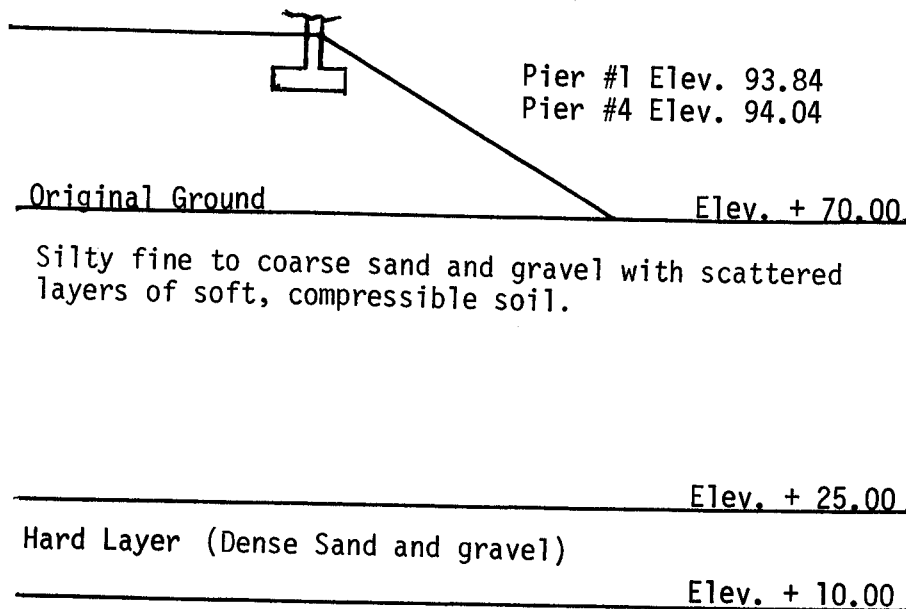 Pier #1 Elev. 93.84
Pier #4 Elev. 94.04
Original Ground Elev. + 70.00
Silty fine to coarse sand and gravel with scattered
layers of soft, compressible soil.
Elev. + 25.00
Hard Layer (Dense Sand and gravel)
Elev. + 10.00